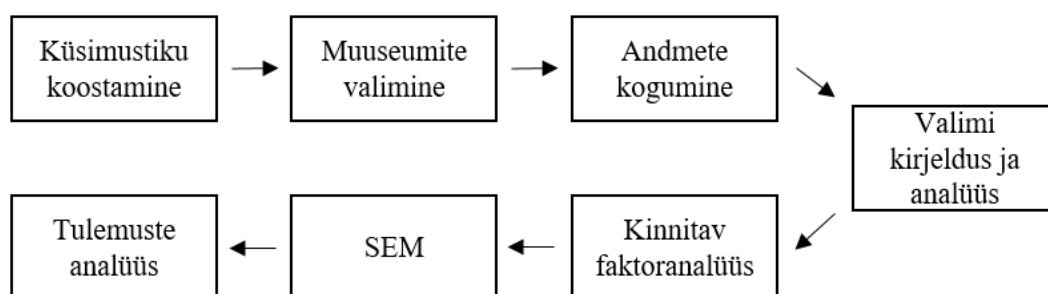 Küsimustiku
koostamine
Muuseumite
valimine
Andmete
kogumine
Valimi
kirjeldus ja
analüüs
Kinnitav
faktoranalüüs
SEM
Tulemuste
analüüs